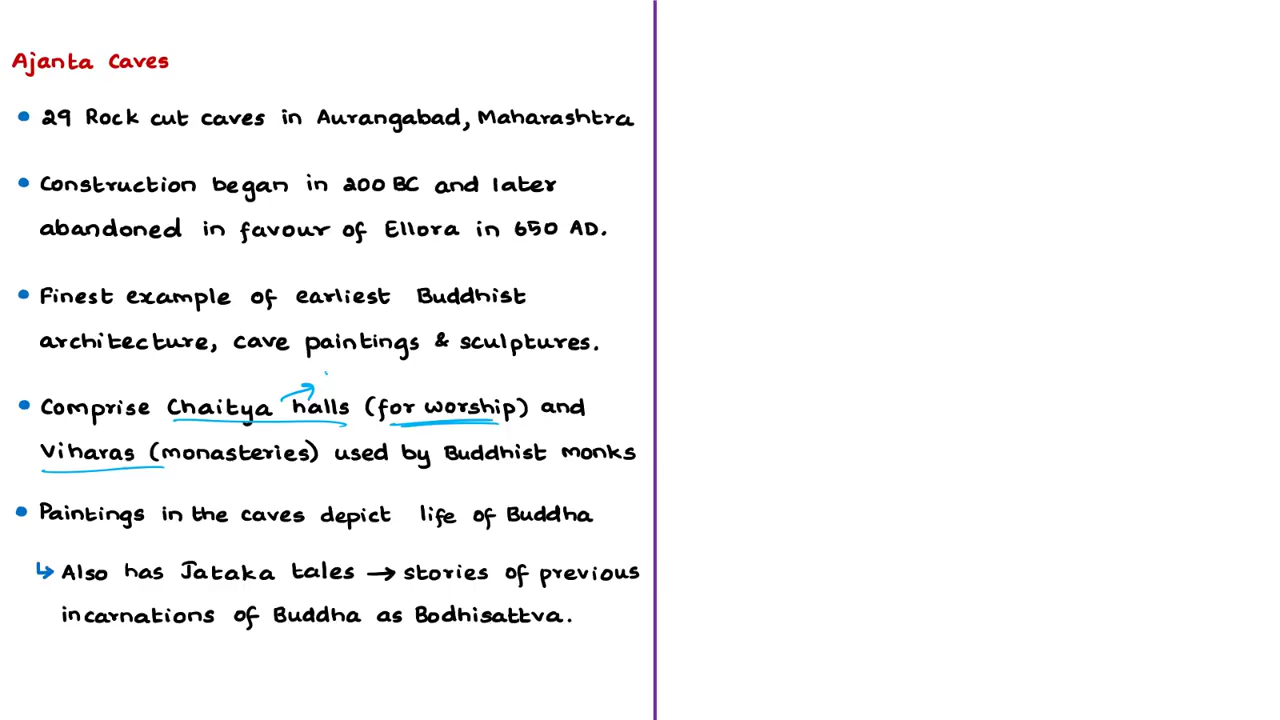 Ajanta Caves
• 29 Rock cut caves in Aurangabad, Maharashtra
• Construction began in 200 BC and later
abandoned in favour of Ellora in 650 AD.
• Finest example of earliest Buddhist
architecture, cave paintings & sculptures.
• Comprise Chaitya halls (for worship) and
Viharas (monasteries) used by Buddhist monks
• Paintings in the caves depict life of Buddha
↳ Also has Jataka tales → stories of previous
incarnations of Buddha as Bodhisattva.